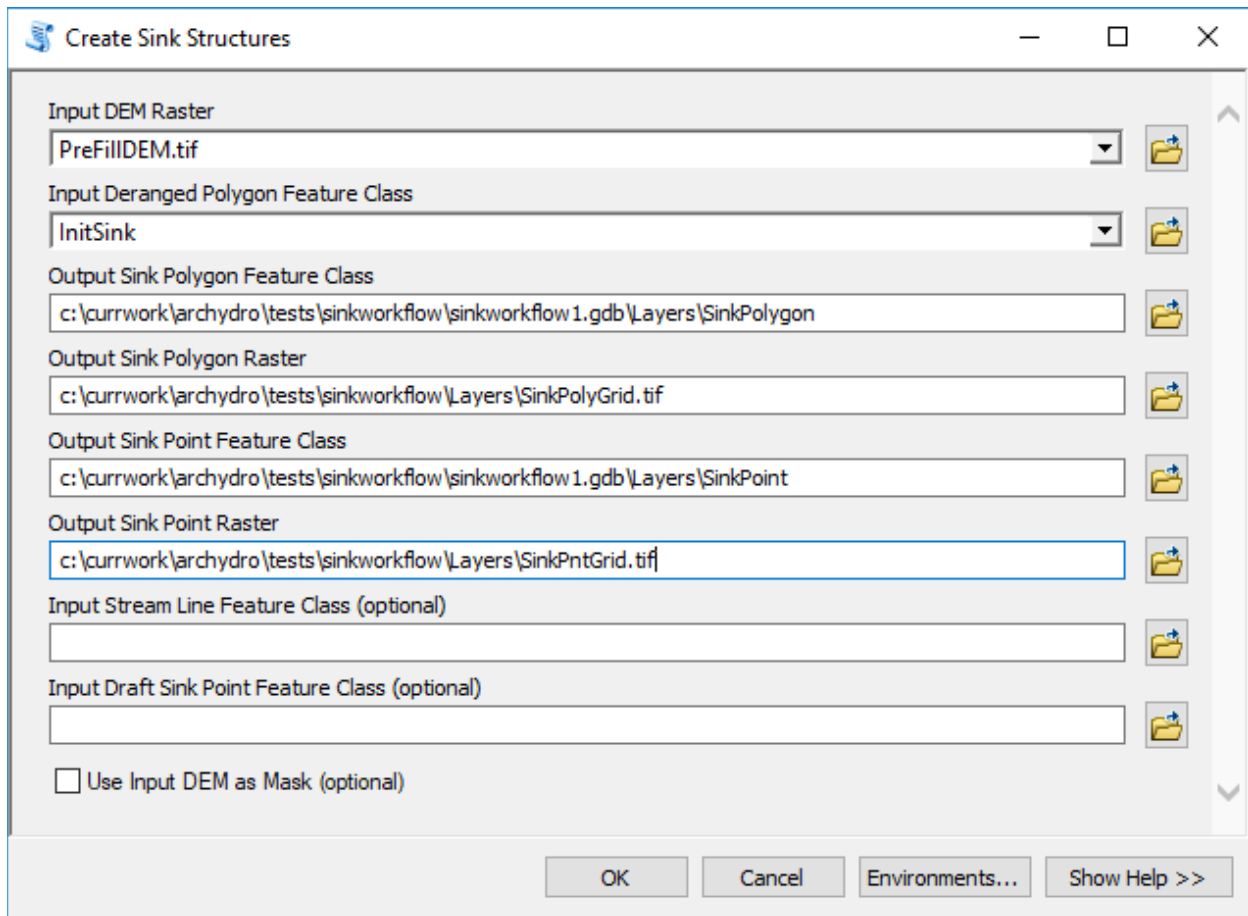 Create Sink Structures
Input DEM Raster
PreFillDEM.tif
Input Deranged Polygon Feature Class
InitSink
Output Sink Polygon Feature Class
c:\currwork\archydro\tests\sinkworkflow\sinkworkflow1.gdb\Layers\SinkPolygon
Output Sink Polygon Raster
c:\currwork\archydro\tests\sinkworkflow\Layers\SinkPolyGrid.tif
Output Sink Point Feature Class
c:\currwork\archydro\tests\sinkworkflow\sinkworkflow1.gdb\Layers\SinkPoint
Output Sink Point Raster
c:\currwork\archydro\tests\sinkworkflow\Layers\SinkPntGrid.tif
Input Stream Line Feature Class (optional)
Input Draft Sink Point Feature Class (optional)
Use Input DEM as Mask (optional)
OK Cancel Environments... Show Help >>